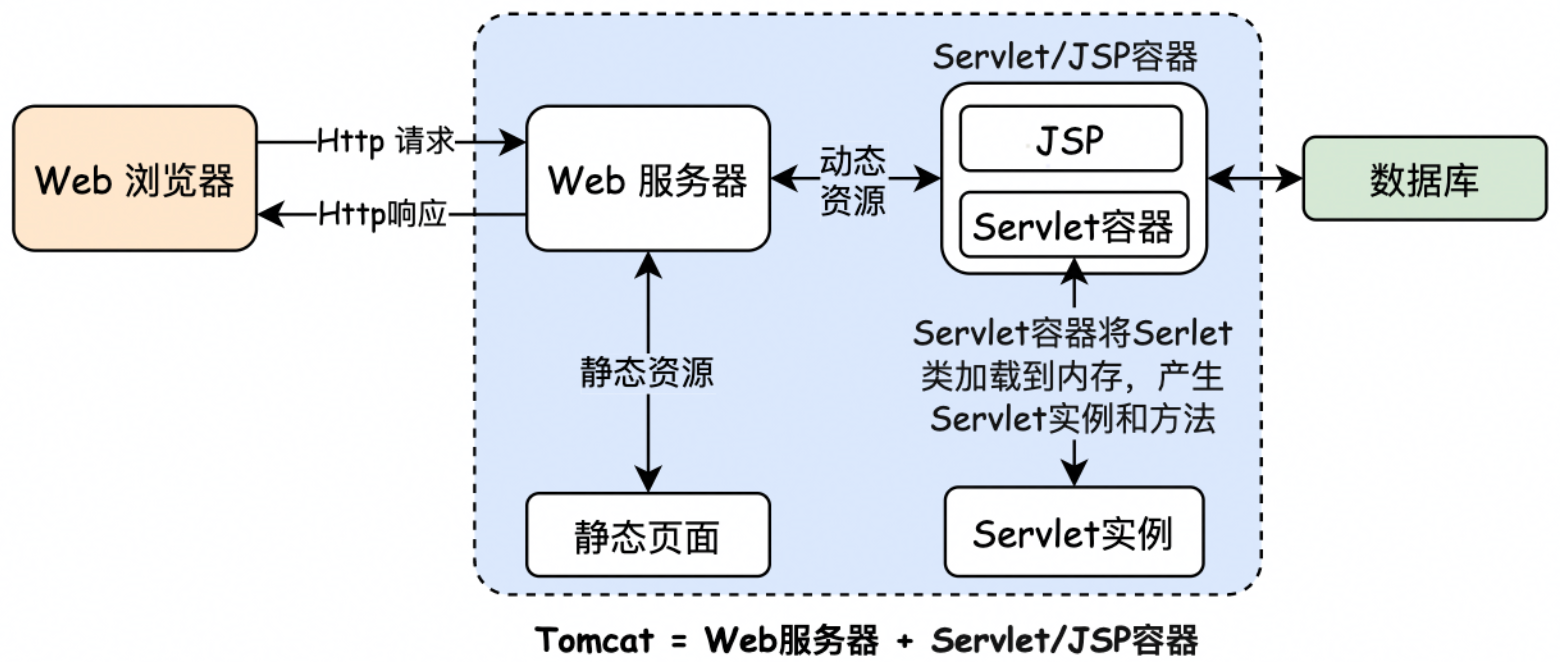 Servlet/JSP容器
Web 浏览器
Http 请求
Http响应
Web 服务器
动态
资源
JSP
Servlet容器
数据库
静态资源
Servlet容器将Serlet
类加载到内存，产生
Servlet实例和方法
静态页面
Servlet实例
Tomcat = Web服务器 + Servlet/JSP容器